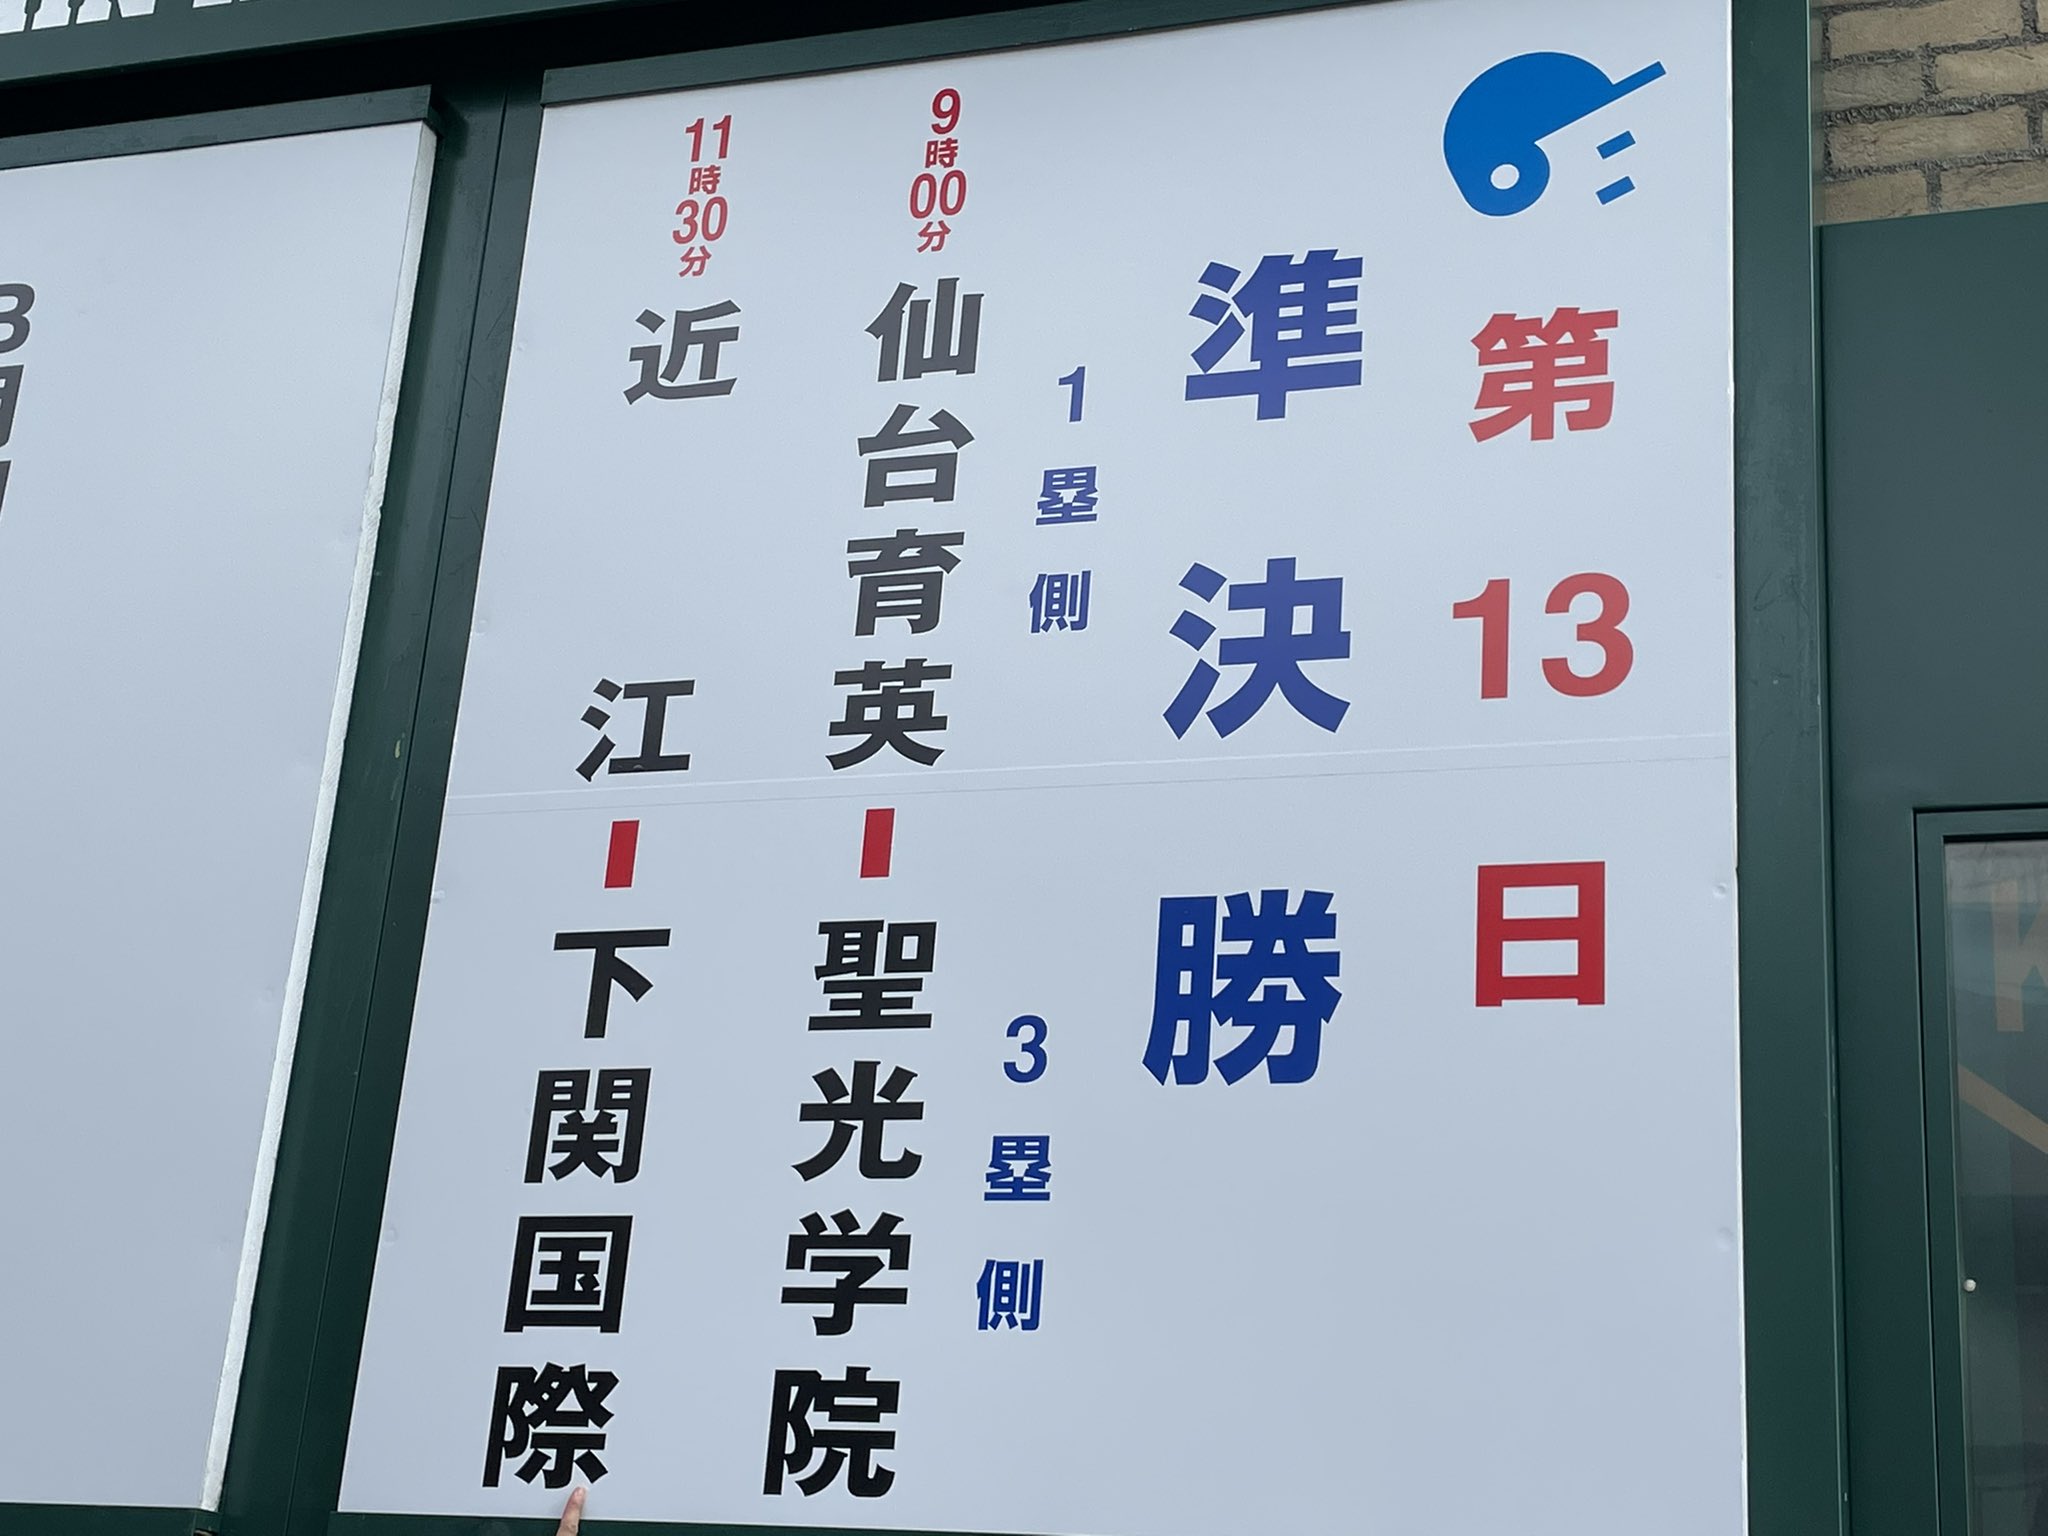 第13日
準決勝
1塁側
3塁側
9時00分
仙台育英ー聖光学院
11時30分
近江ー下関国際